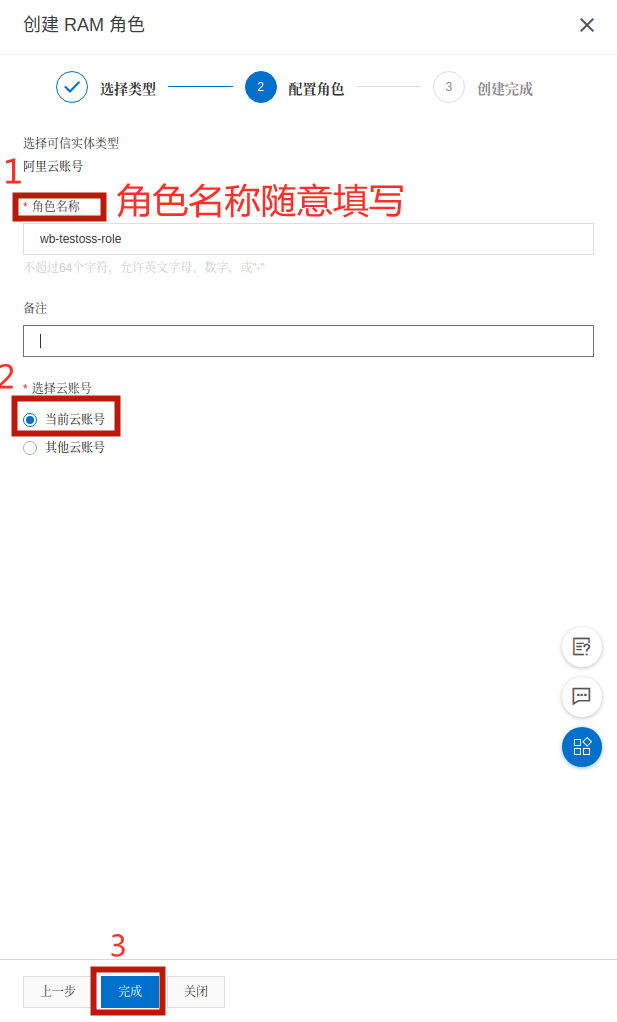 创建 RAM 角色
选择类型
2
配置角色
3
创建完成
选择可信实体类型
阿里云账号
1
* 角色名称
角色名称随意填写
wb-testoss-role
不超过64个字符，允许英文字母、数字，或"-"
备注
2
* 选择云账号
当前云账号
其他云账号
3
上一步
完成
关闭